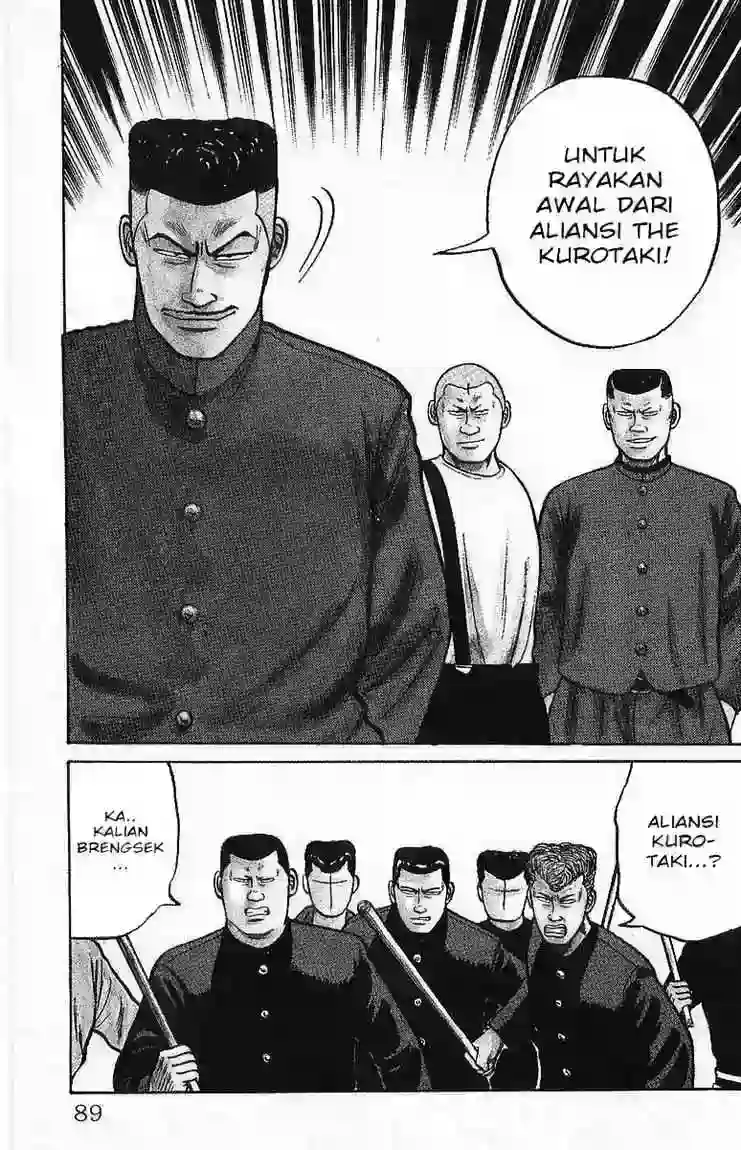 UNTUK
RAYAKAN
AWAL DARI
ALIANSI THE
KUROTAKI!
ALIANSI
KURO-
TAKI...?
KA..
KALIAN
BRENGSEK
...
89